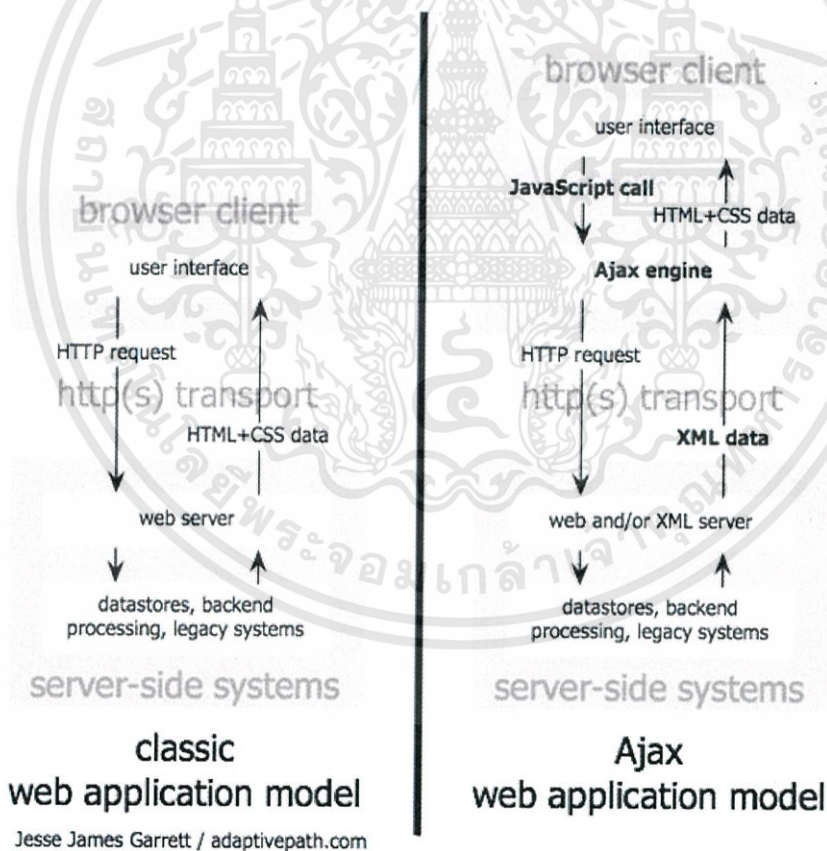 browser client
user interface
HTTP request
http(s) transport
HTML+CSS data
web server
datastores, backend
processing, legacy systems
server-side systems
classic
web application model
Jesse James Garrett / adaptivepath.com
browser client
user interface
JavaScript call
HTML+CSS data
Ajax engine
HTTP request
http(s) transport
XML data
web and/or XML server
datastores, backend
processing, legacy systems
server-side systems
Ajax
web application model